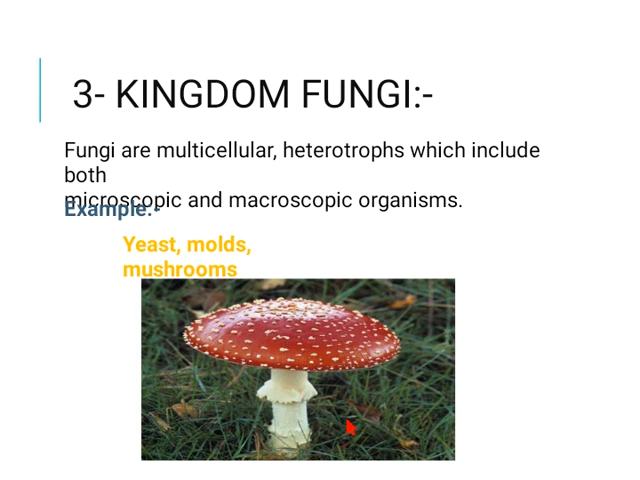 3- KINGDOM FUNGI:-
Fungi are multicellular, heterotrophs which include
both
microscopic and macroscopic organisms.
Example:-
Yeast, molds,
mushrooms